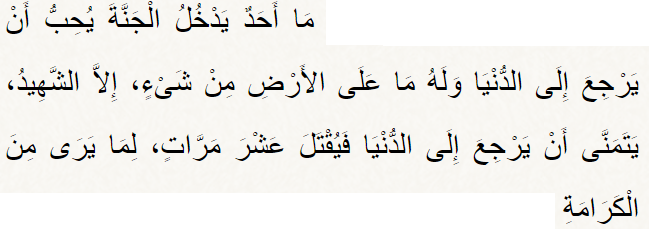 مَا أَحَدٌ يَدْخُلُ الْجَنَّةَ يُحِبُّ أَنْ
يَرْجِعَ إِلَى الدُّنْيَا وَلَهُ مَا عَلَى الأَرْضِ مِنْ شَىْءٍ، إِلاَّ الشَّهِيدُ،
يَتَمَنَّى أَنْ يَرْجِعَ إِلَى الدُّنْيَا فَيُقْتَلَ عَشْرَ مَرَّاتٍ، لِمَا يَرَى مِنَ
الْكَرَامَةِ